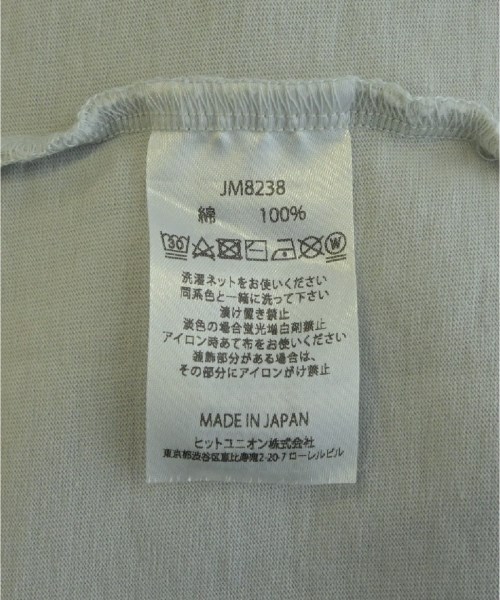 JM8238
綿 100%
30 W
洗濯ネットをお使いください
同系色と一緒に洗って下さい
漬け置き禁止
淡色の場合蛍光増白剤禁止
アイロン時あて布をお使いください
装飾部分がある場合は、
その部分にアイロンがけ禁止
MADE IN JAPAN
ヒットユニオン株式会社
東京都渋谷区恵比寿南2-20-7 ローレルビル